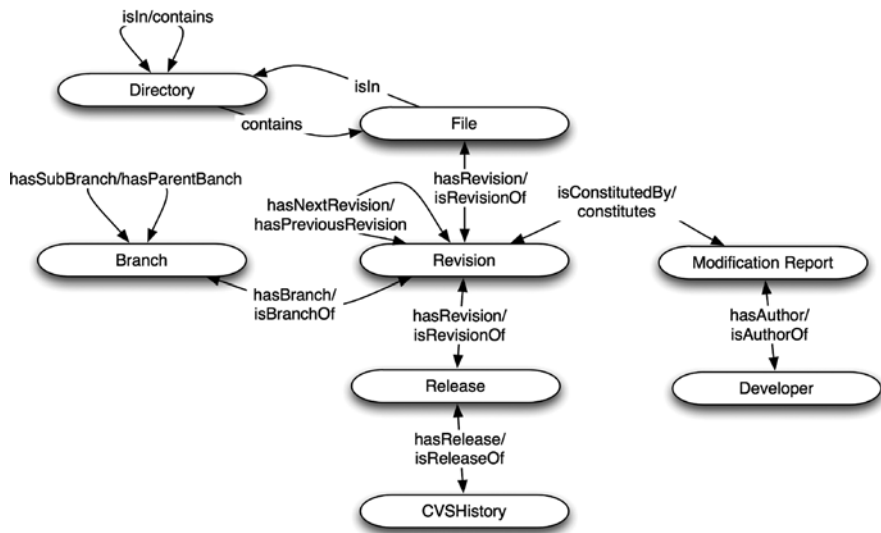 isIn/contains
Directory
isIn
contains
File
hasSubBranch/hasParentBanch
hasNextRevision/
hasPreviousRevision
hasRevision/
isRevisionOf
isConstitutedBy/
constitutes
Branch
Revision
Modification Report
hasBranch/
isBranchOf
hasRevision/
isRevisionOf
hasAuthor/
isAuthorOf
Release
Developer
hasRelease/
isReleaseOf
CVSHistory